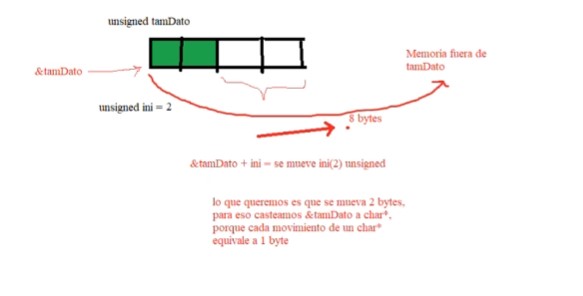 unsigned tamDato
Memoria fuera de
tamDato
&tamDato
unsigned ini = 2
8 bytes
&tamDato + ini = se mueve ini(2) unsigned
lo que queremos es que se mueva 2 bytes,
para eso casteamos &tamDato a char*,
porque cada movimiento de un char*
equivale a 1 byte